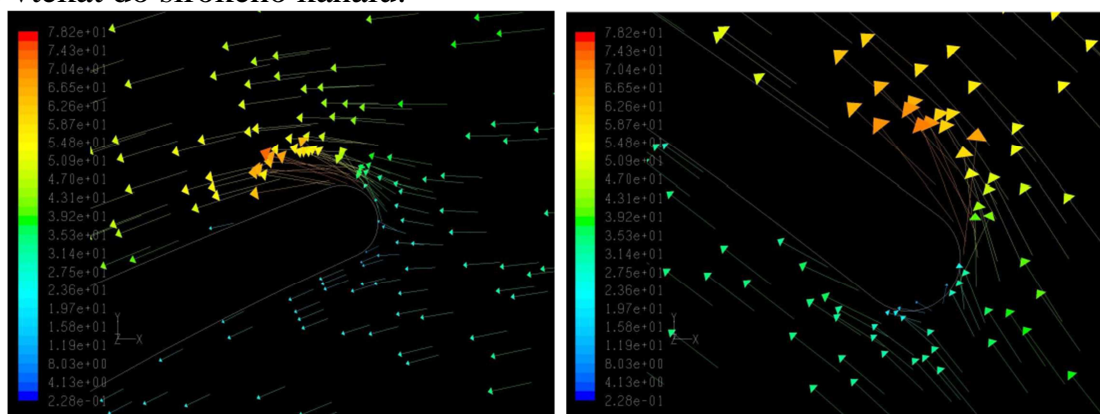 vtékat do širokého kanálu.
7.82e+01
7.43e+01
7.04e+01
6.65e+01
6.26e+01
5.87e+01
5.48e+01
5.09e+01
4.70e+01
4.31e+01
3.92e+01
3.53e+01
3.14e+01
2.75e+01
2.36e+01
1.97e+01
1.58e+01
1.19e+01
8.03e+00
4.13e+00
2.28e-01
Y
Z X
7.82e+01
7.43e+01
7.04e+01
6.65e+01
6.26e+01
5.87e+01
5.48e+01
5.09e+01
4.70e+01
4.31e+01
3.92e+01
3.53e+01
3.14e+01
2.75e+01
2.36e+01
1.97e+01
1.58e+01
1.19e+01
8.03e+00
4.13e+00
2.28e-01
Y
Z X